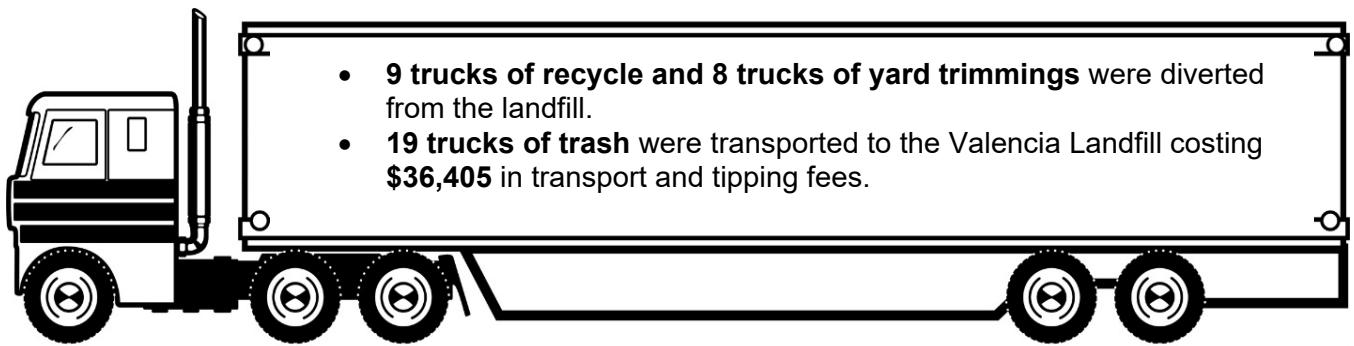 • 9 trucks of recycle and 8 trucks of yard trimmings were diverted
from the landfill.
• 19 trucks of trash were transported to the Valencia Landfill costing
$36,405 in transport and tipping fees.